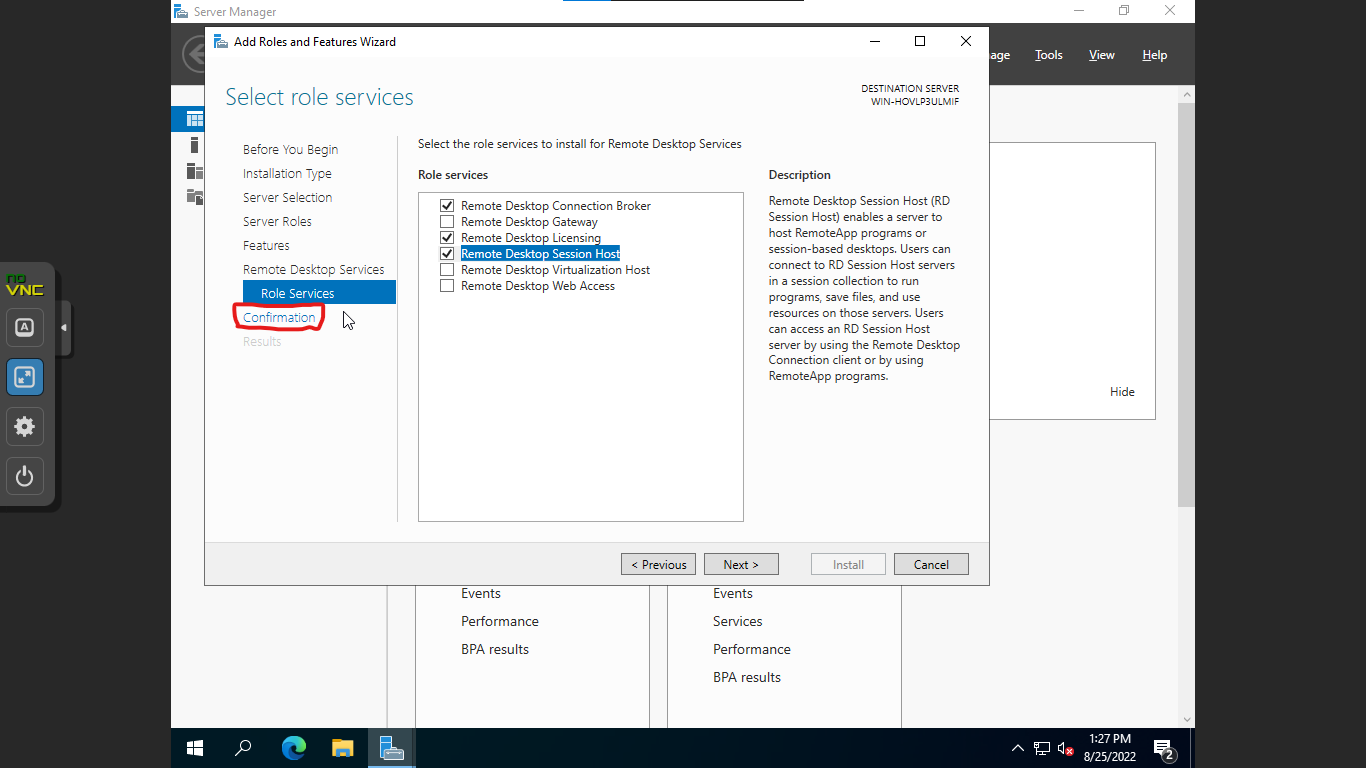 Server Manager
Add Roles and Features Wizard
age Tools View Help
Select role services
DESTINATION SERVER
WIN-HOVLP3ULMIF
Before You Begin
Installation Type
Server Selection
Server Roles
Features
Remote Desktop Services
Role Services
Confirmation
Results
Select the role services to install for Remote Desktop Services
Role services
Remote Desktop Connection Broker
Remote Desktop Gateway
Remote Desktop Licensing
Remote Desktop Session Host
Remote Desktop Virtualization Host
Remote Desktop Web Access
Description
Remote Desktop Session Host (RD
Session Host) enables a server to
host RemoteApp programs or
session-based desktops. Users can
connect to RD Session Host servers
in a session collection to run
programs, save files, and use
resources on those servers. Users
can access an RD Session Host
server by using the Remote Desktop
Connection client or by using
RemoteApp programs.
Hide
< Previous
Next >
Install
Cancel
Events
Performance
BPA results
Events
Services
Performance
BPA results
no
VNC
A
1:27 PM
8/25/2022
2